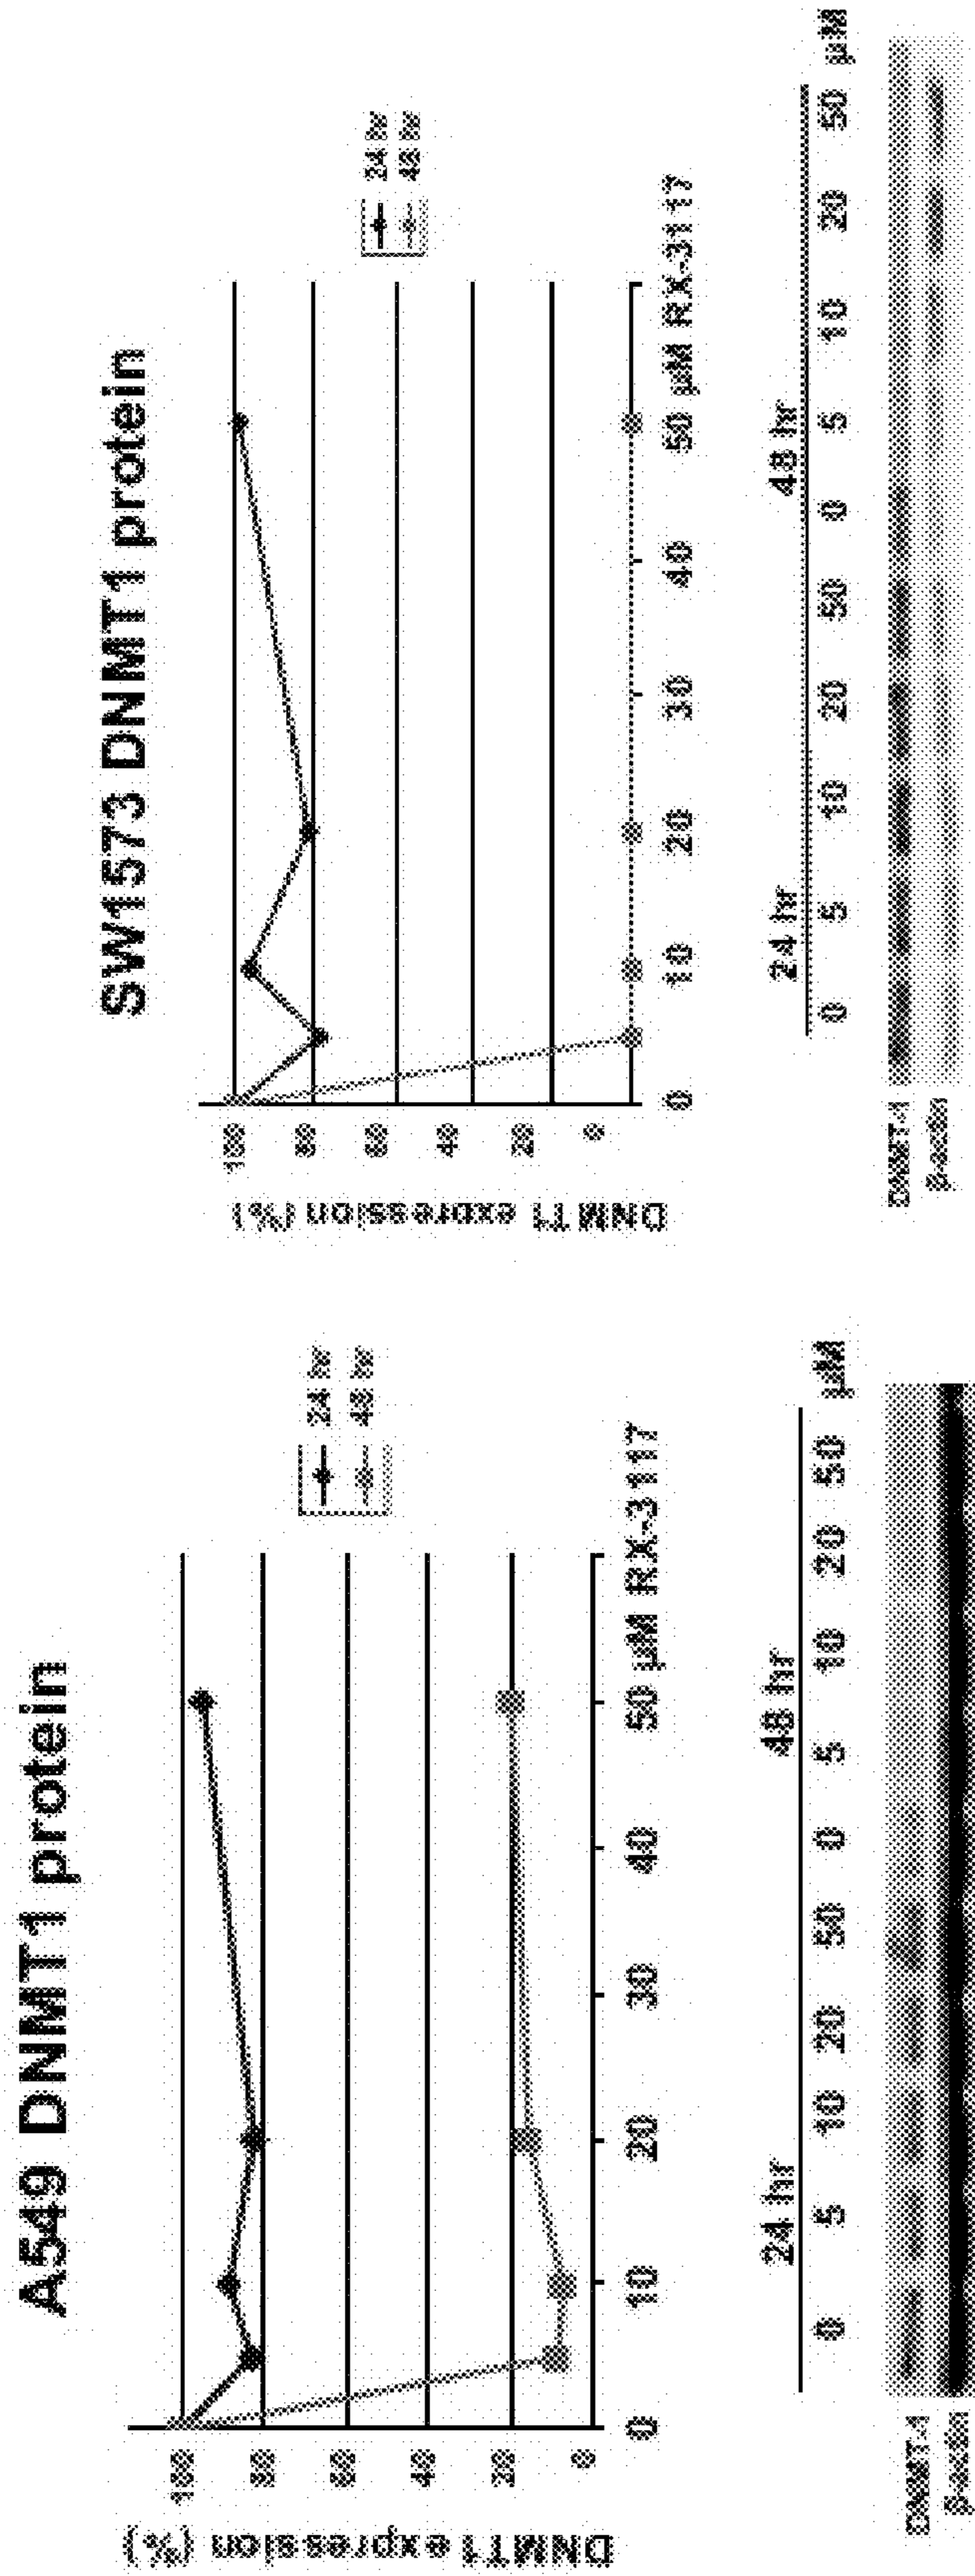 A549 DNMT1 protein
DNMT1 expression (%)
100
80
60
40
20
0
0 10 20 30 40 50 µM RX-3117
24 hr
48 hr
24 hr 48 hr
0 5 10 20 50 0 5 10 20 50 µM
DNMT-1
β-actin
SW1573 DNMT1 protein
DNMT1 expression (%)
100
80
60
40
20
0
0 10 20 30 40 50 µM RX-3117
24 hr
48 hr
24 hr 48 hr
0 5 10 20 50 0 5 10 20 50 µM
DNMT-1
β-actin